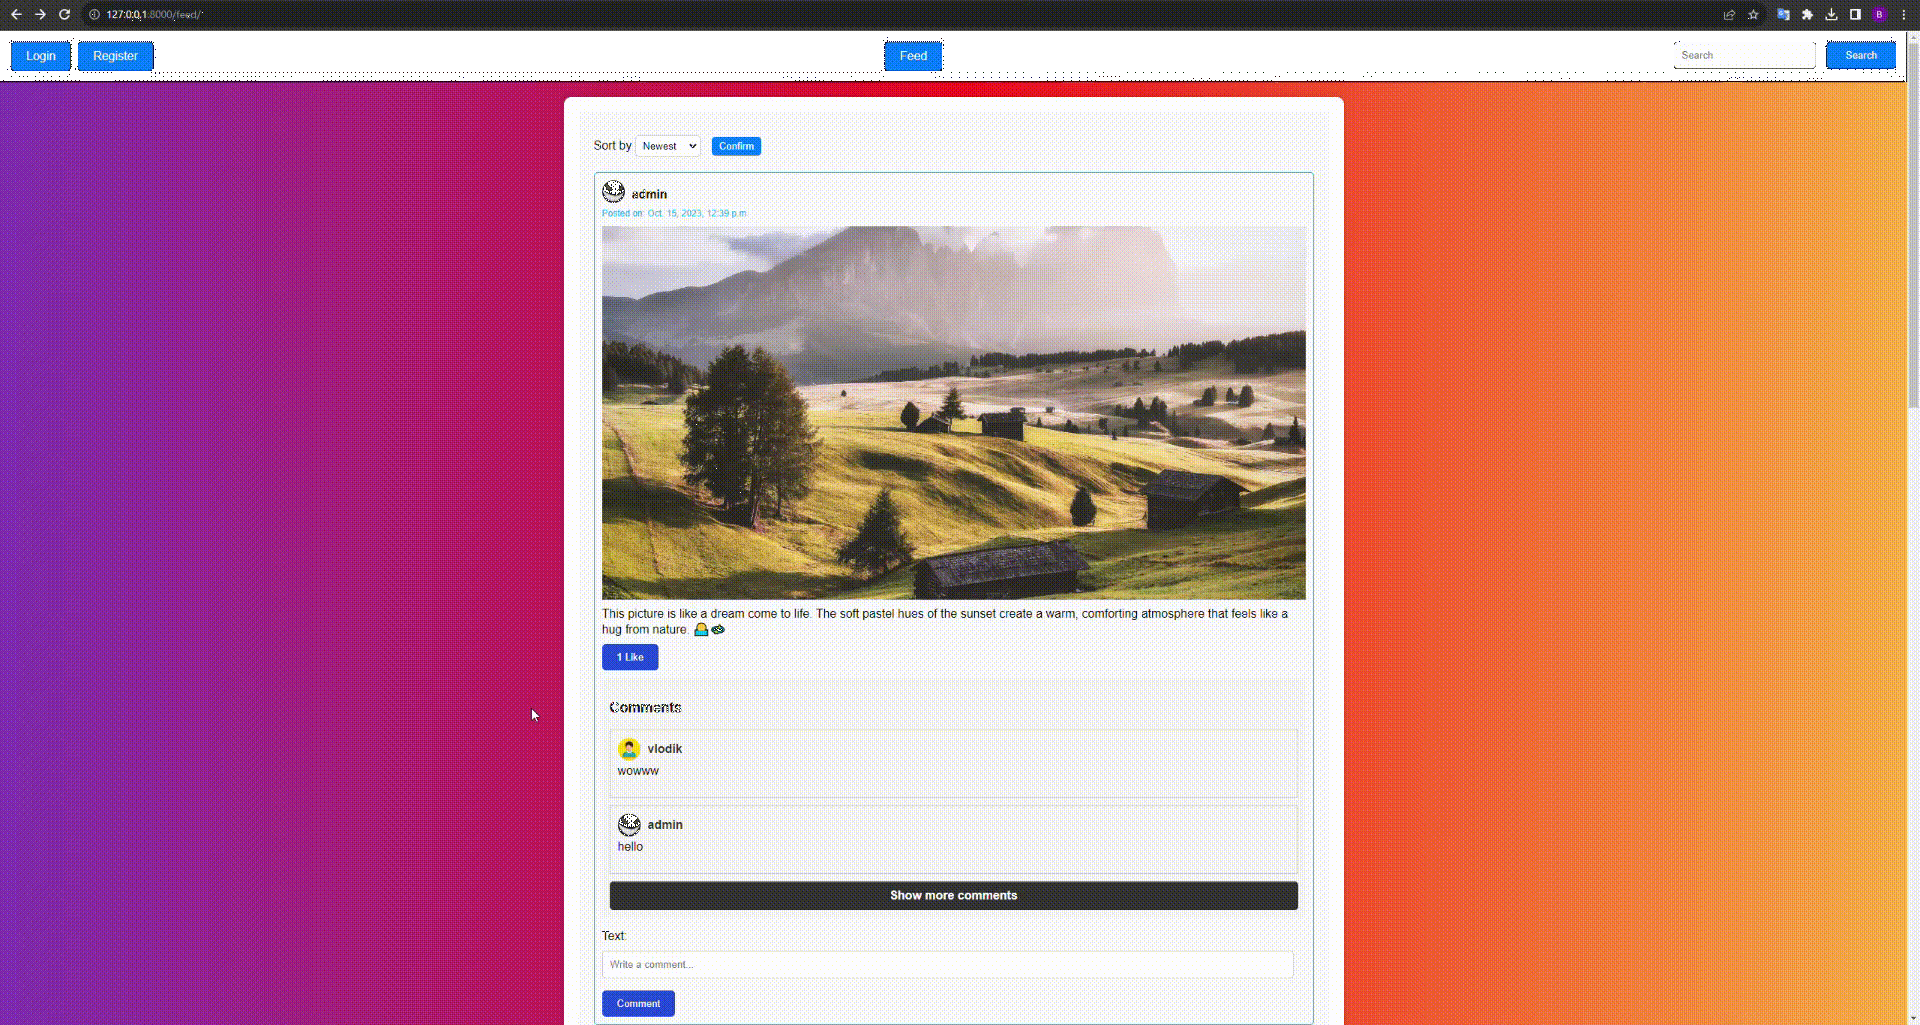 127.0.0.1:8000/feed/
B
Login
Register
Feed
Search
Search
Sort by
Newest
Confirm
admin
Posted on: Oct. 15, 2023, 12:39 p.m.
This picture is like a dream come to life. The soft pastel hues of the sunset create a warm, comforting atmosphere that feels like a
hug from nature.
1 Like
Comments
vlodik
wowww
admin
hello
Show more comments
Text:
Write a comment...
Comment